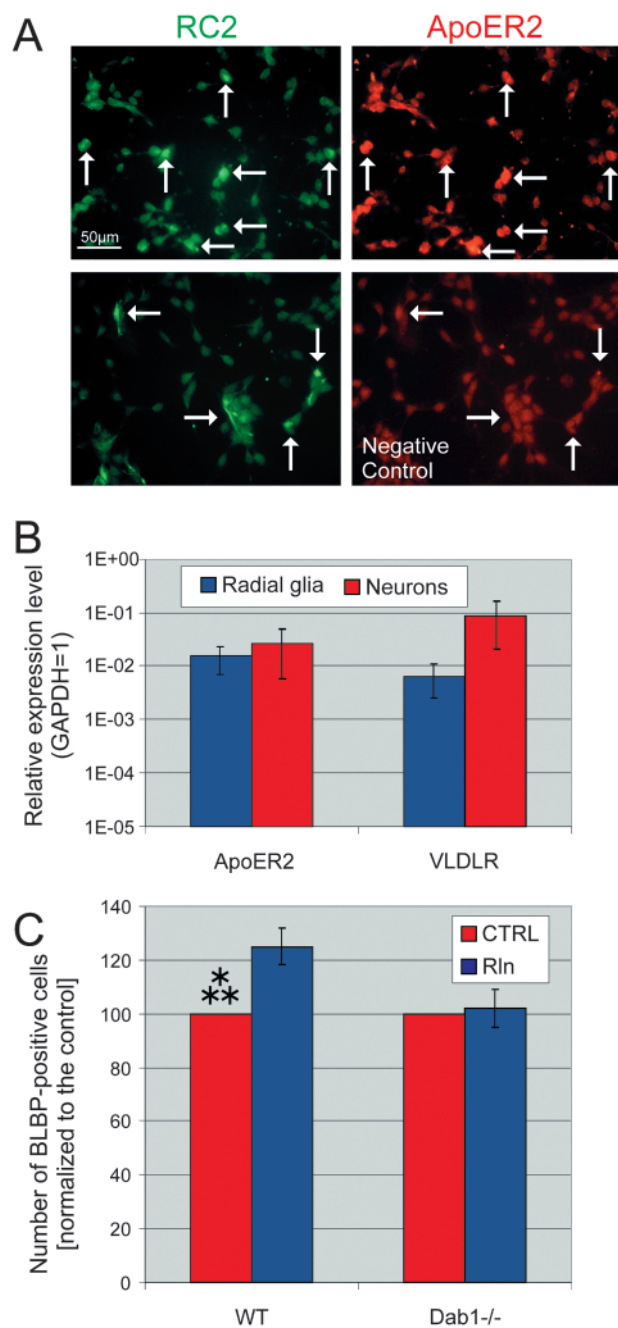 A
RC2
ApoER2
50µm
Negative
Control
B
Relative expression level
(GAPDH=1)
1E+00
1E-01
1E-02
1E-03
1E-04
1E-05
Radial glia
Neurons
ApoER2
VLDLR
C
Number of BLBP-positive cells
[normalized to the control]
140
120
100
80
60
40
20
0
CTRL
Rln
*
**
WT
Dab1-/-